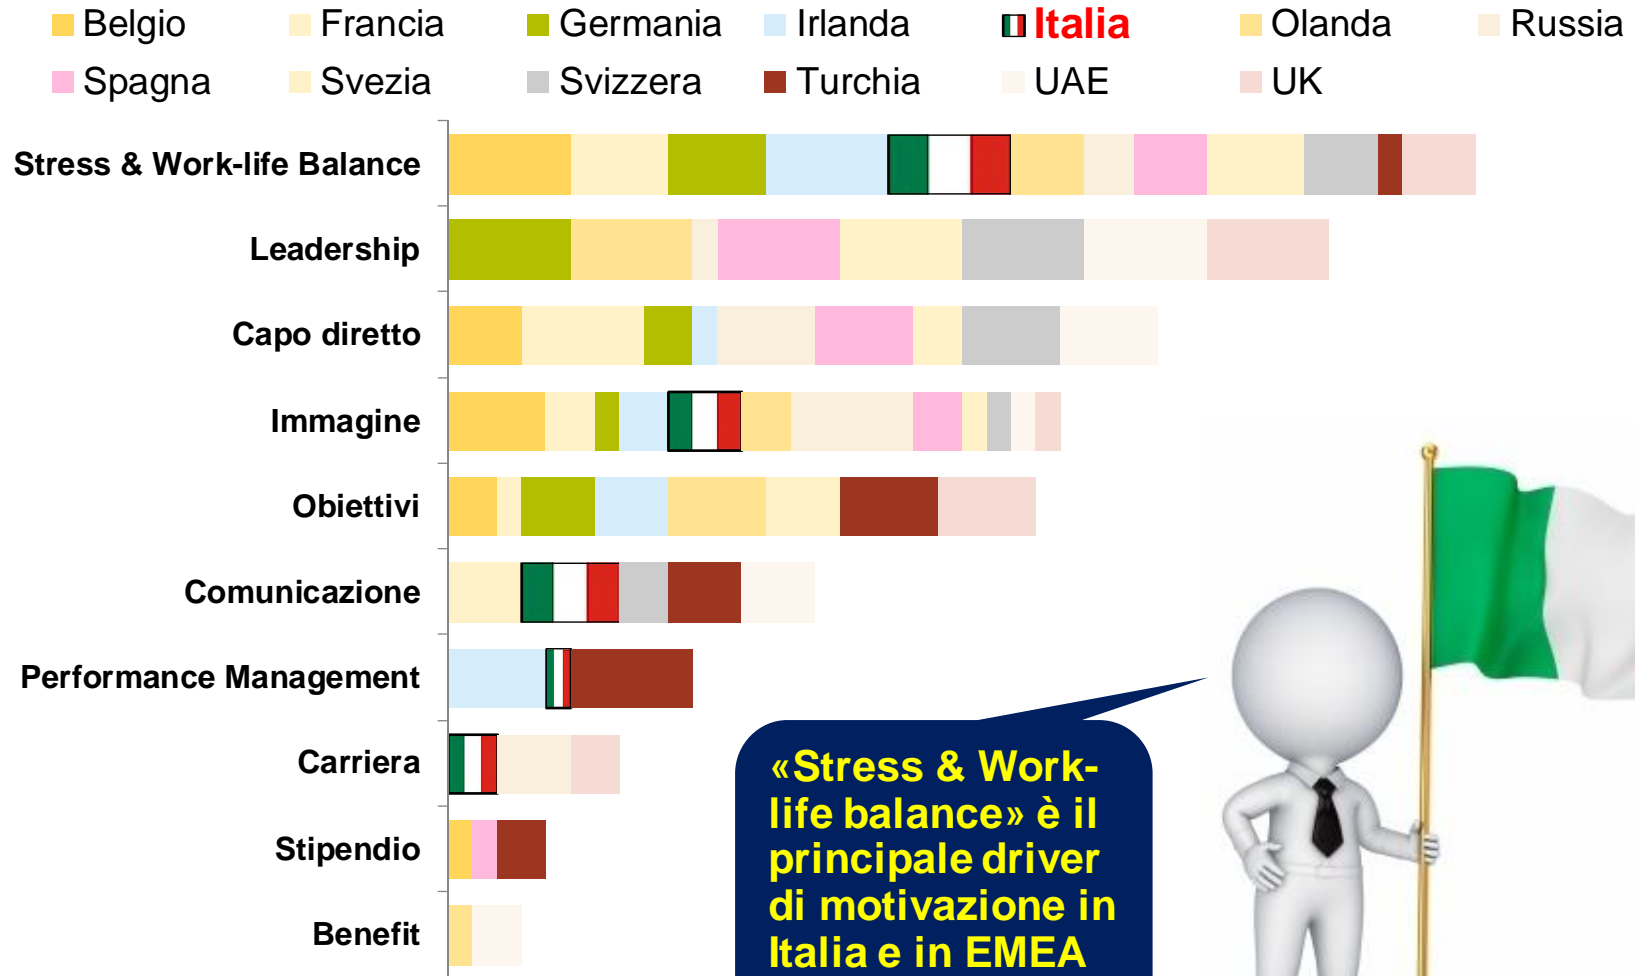 Belgio Francia Germania Irlanda Italia Olanda Russia
Spagna Svezia Svizzera Turchia UAE UK
Stress & Work-life Balance
Leadership
Capo diretto
Immagine
Obiettivi
Comunicazione
Performance Management
Carriera
Stipendio
Benefit
«Stress & Work-
life balance» è il
principale driver
di motivazione in
Italia e in EMEA